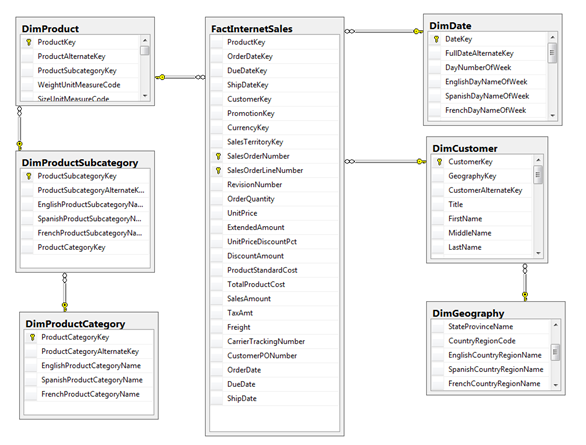 DimProduct
ProductKey
ProductAlternateKey
ProductSubcategoryKey
WeightUnitMeasureCode
SizeUnitMeasureCode
DimProductSubcategory
ProductSubcategoryKey
ProductSubcategoryAlternateK...
EnglishProductSubcategoryNa...
SpanishProductSubcategoryNa...
FrenchProductSubcategoryNa...
ProductCategoryKey
DimProductCategory
ProductCategoryKey
ProductCategoryAlternateKey
EnglishProductCategoryName
SpanishProductCategoryName
FrenchProductCategoryName
FactInternetSales
ProductKey
OrderDateKey
DueDateKey
ShipDateKey
CustomerKey
PromotionKey
CurrencyKey
SalesTerritoryKey
SalesOrderNumber
SalesOrderLineNumber
RevisionNumber
OrderQuantity
UnitPrice
ExtendedAmount
UnitPriceDiscountPct
DiscountAmount
ProductStandardCost
TotalProductCost
SalesAmount
TaxAmt
Freight
CarrierTrackingNumber
CustomerPONumber
OrderDate
DueDate
ShipDate
DimDate
DateKey
FullDateAlternateKey
DayNumberOfWeek
EnglishDayNameOfWeek
SpanishDayNameOfWeek
FrenchDayNameOfWeek
DimCustomer
CustomerKey
GeographyKey
CustomerAlternateKey
Title
FirstName
MiddleName
LastName
DimGeography
StateProvinceName
CountryRegionCode
EnglishCountryRegionName
SpanishCountryRegionName
FrenchCountryRegionName